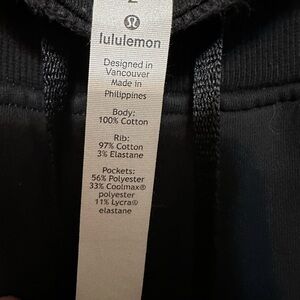 lululemon
Designed in
Vancouver
Made in
Philippines
Body:
100% Cotton
Rib:
97% Cotton
3% Elastane
Pockets:
56% Polyester
33% Coolmax®
polyester
11% Lycra®
elastane